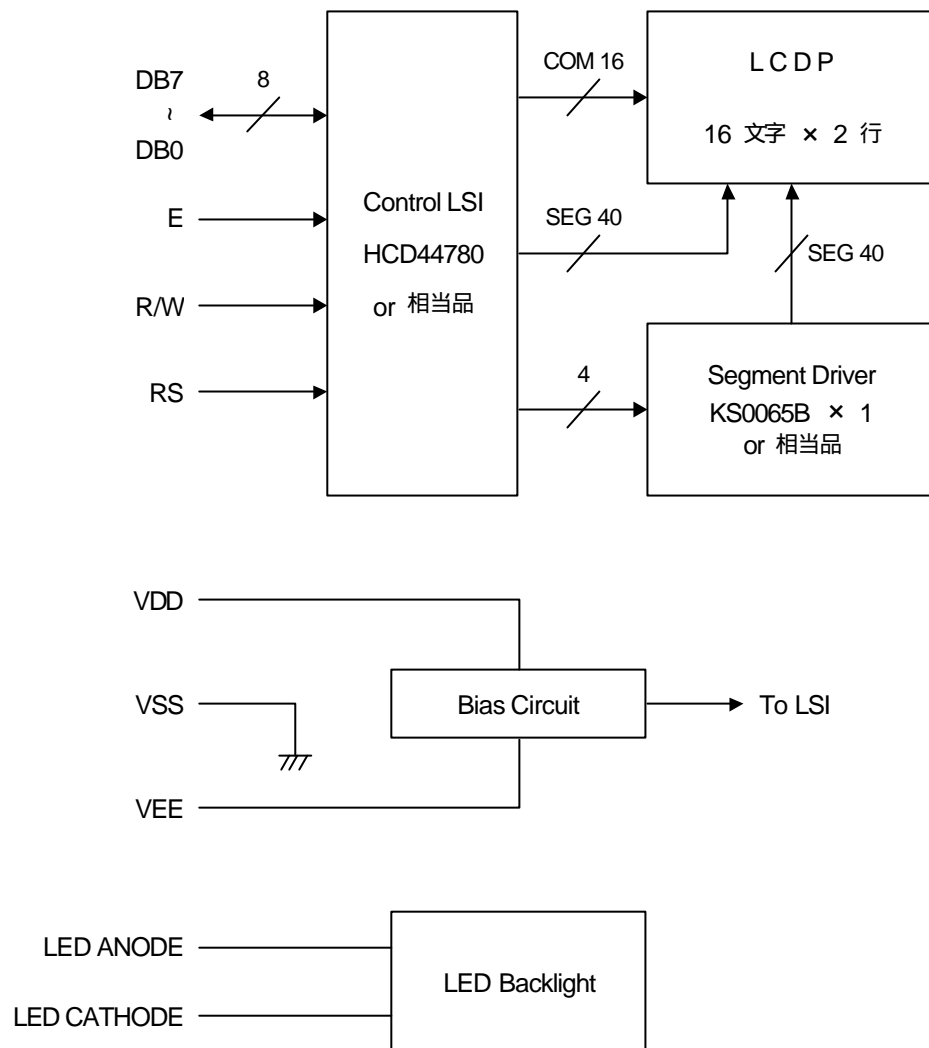 DB7
~
DB0
8
E
R/W
RS
Control LSI
HCD44780
or 相当品
COM 16
SEG 40
4
L C D P
16 文字 × 2 行
SEG 40
Segment Driver
KS0065B × 1
or 相当品
VDD
VSS
VEE
Bias Circuit
To LSI
LED ANODE
LED CATHODE
LED Backlight